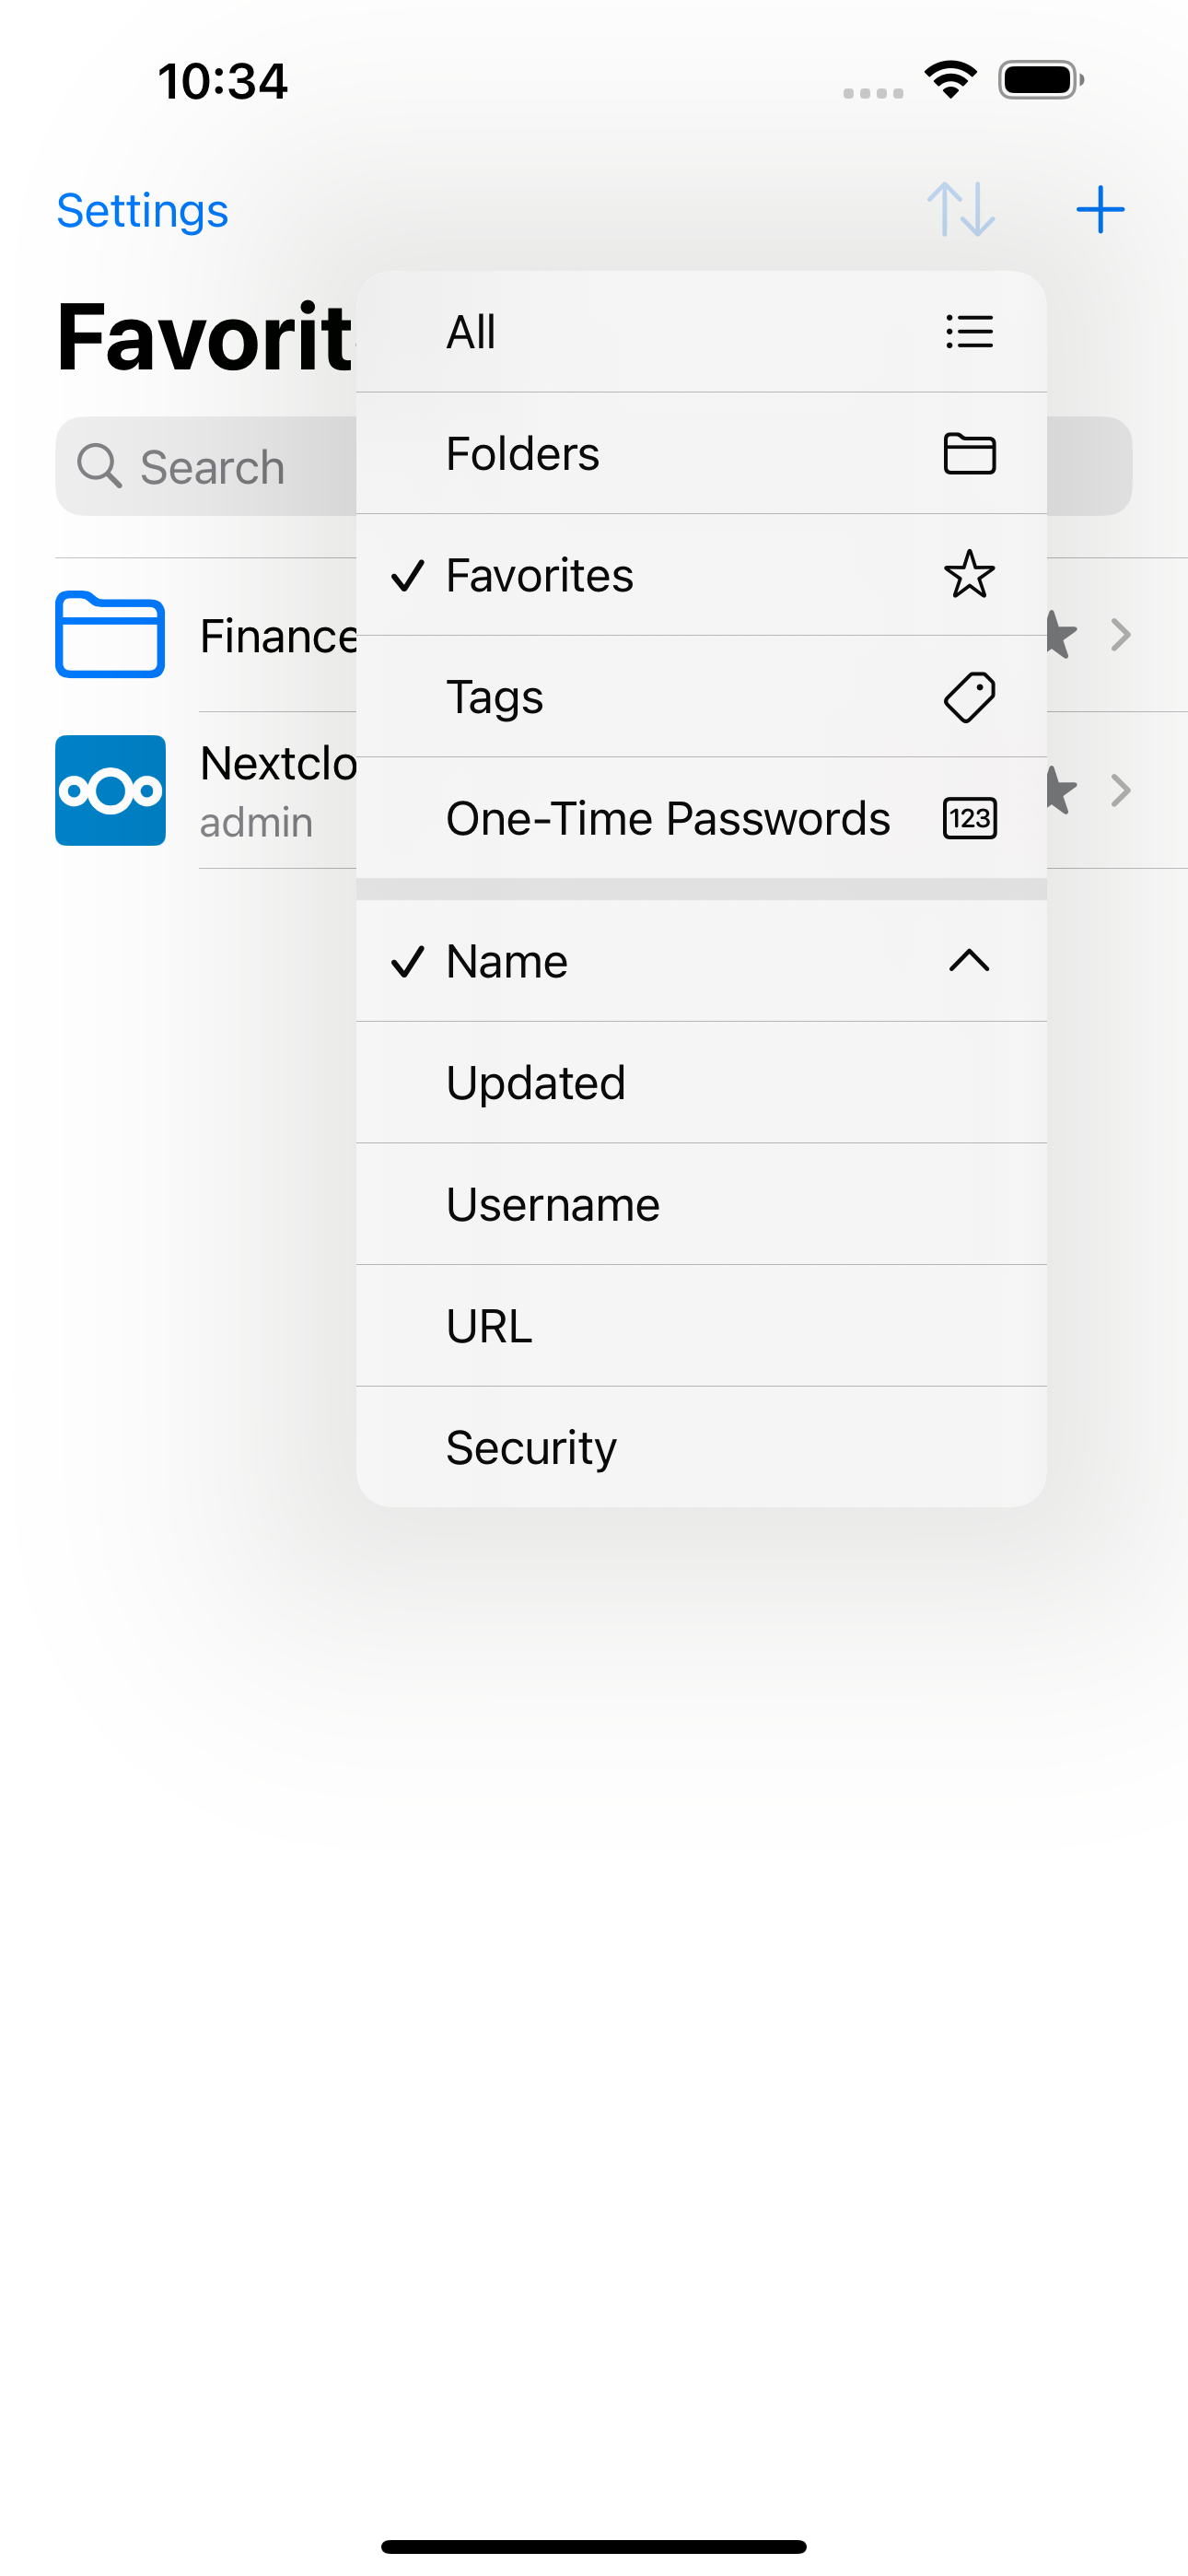 10:34
Settings
Favorit
Search
Finance
Nextclo
admin
All
Folders
Favorites
Tags
One-Time Passwords
123
Name
Updated
Username
URL
Security